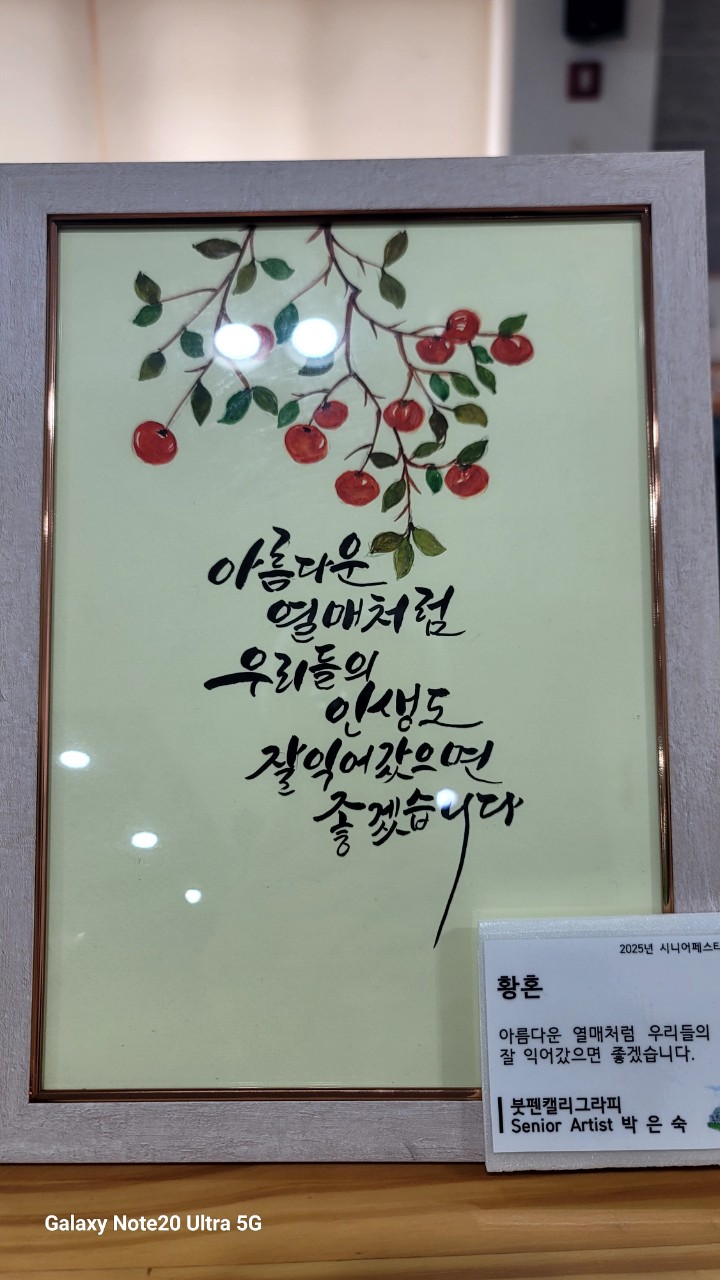 아름다운
열매처럼
우리들의
인생도
잘익어갔으면
좋겠습니다
2025년 시니어페스티
황혼
아름다운 열매처럼 우리들의
잘 익어갔으면 좋겠습니다.
붓펜캘리그라피
Senior Artist 박 은 숙
Galaxy Note20 Ultra 5G